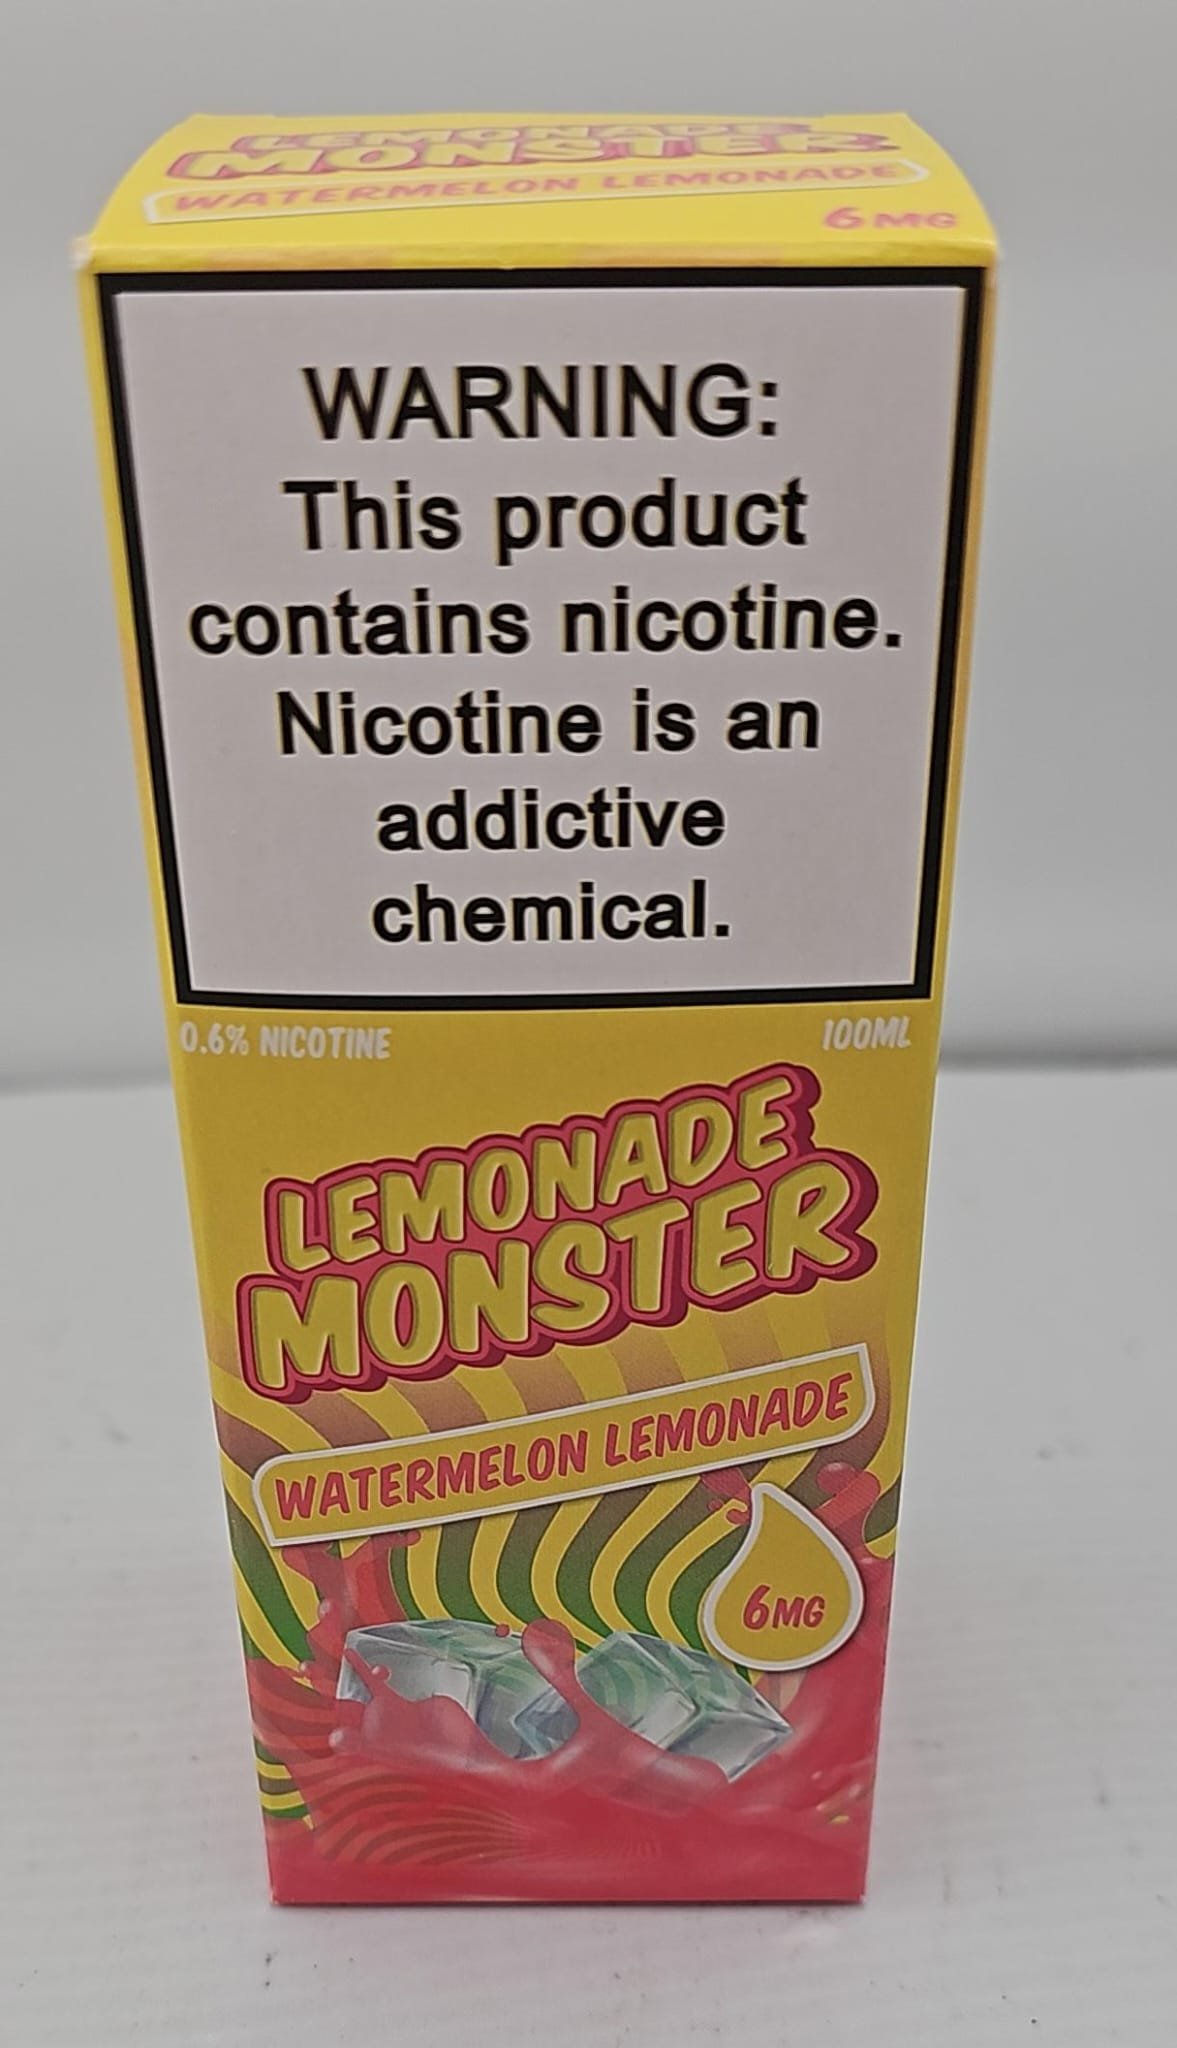 LEMONADE
MONSTER
WATERMELON LEMONADE
6MG
WARNING:
This product
contains nicotine.
Nicotine is an
addictive
chemical.
0.6% NICOTINE
100ML
LEMONADE
MONSTER
WATERMELON LEMONADE
6MG